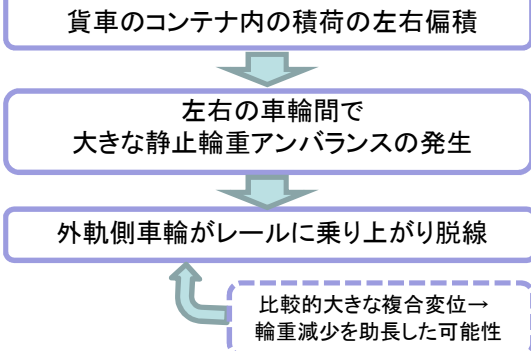 貨車のコンテナ内の積荷の左右偏積
左右の車輪間で
大きな静止輪重アンバランスの発生
外軌側車輪がレールに乗り上がり脱線
比較的大きな複合変位→
輪重減少を助長した可能性